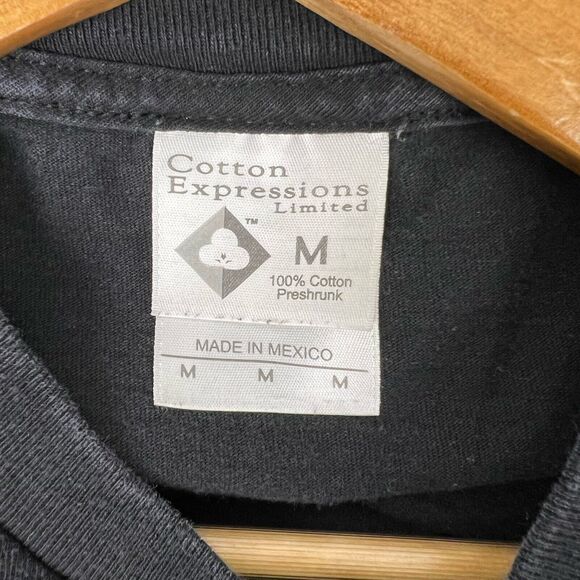 Cotton
Expressions
Limited
™
M
100% Cotton
Preshrunk
MADE IN MEXICO
M M M